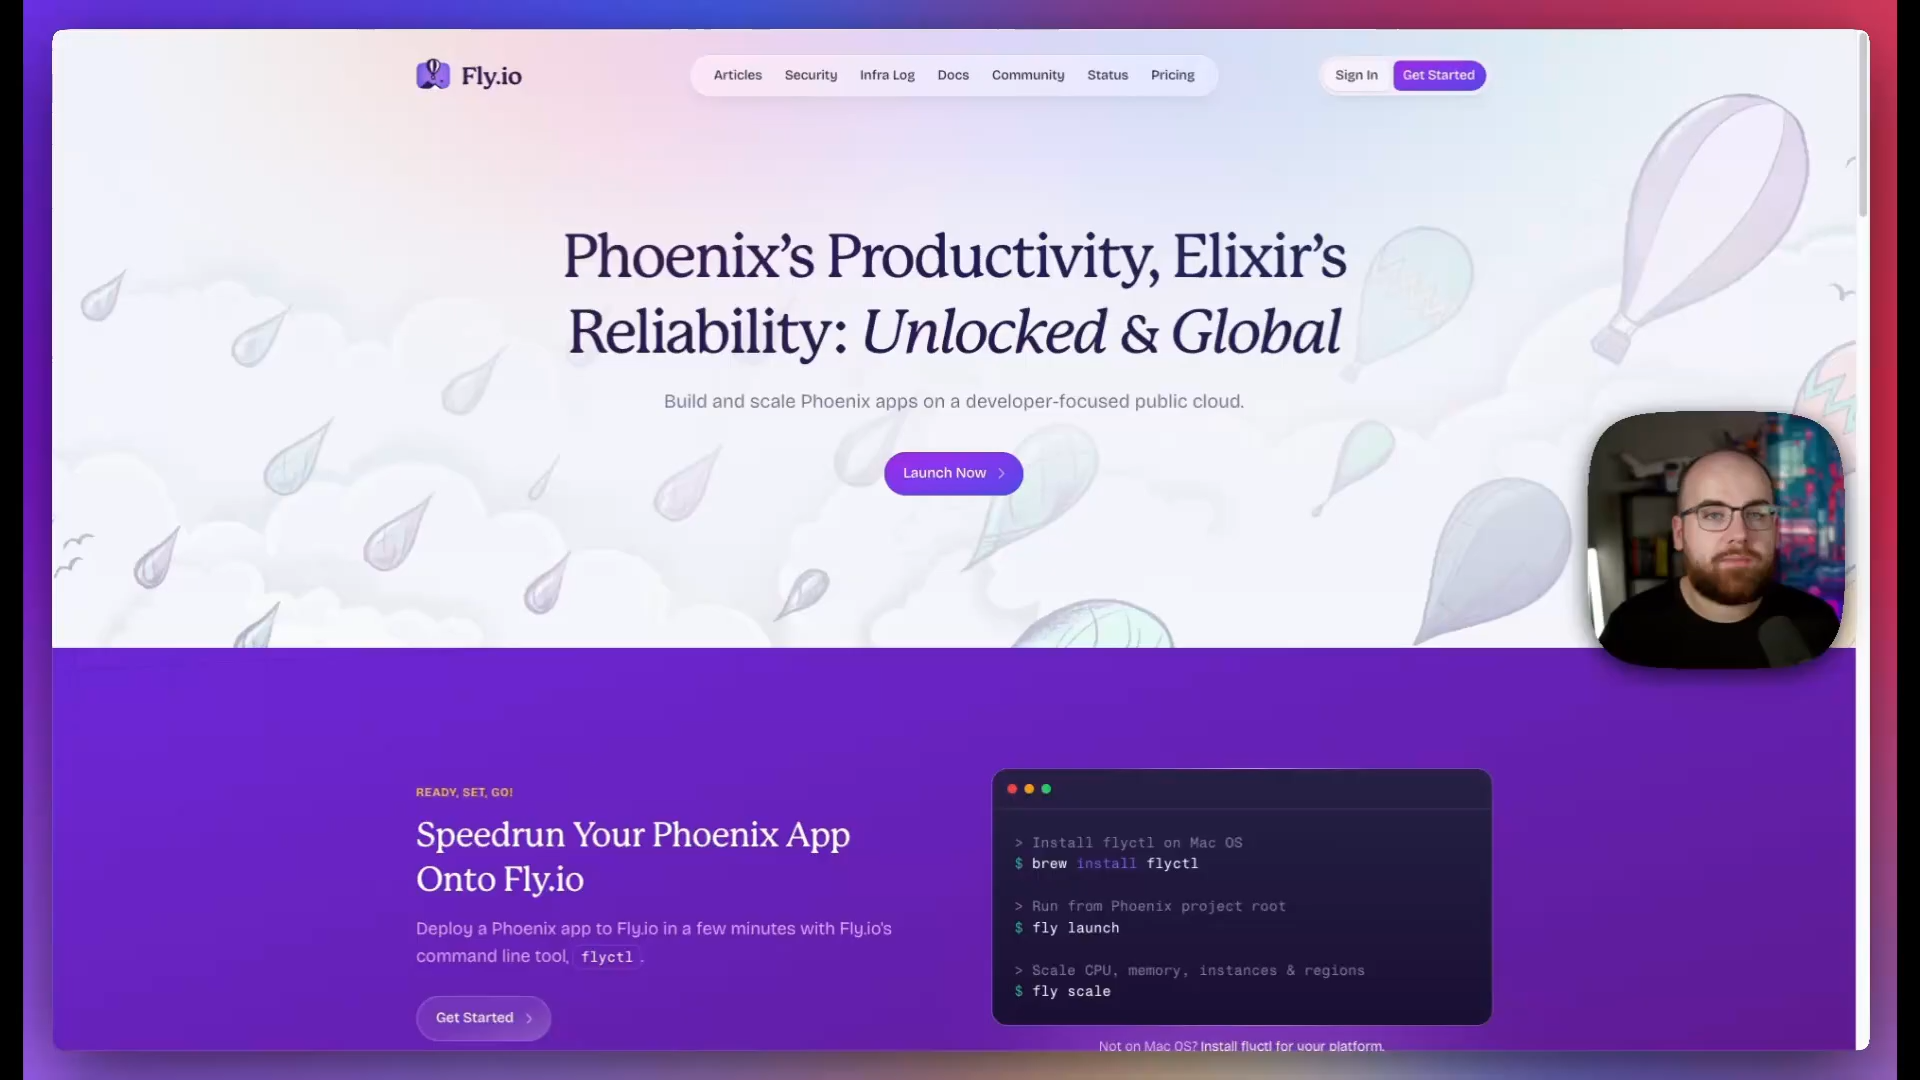 Fly.io
Articles Security Infra Log Docs Community Status Pricing
Sign In Get Started
Phoenix’s Productivity, Elixir’s
Reliability: Unlocked & Global
Build and scale Phoenix apps on a developer-focused public cloud.
Launch Now
READY, SET, GO!
Speedrun Your Phoenix App
Onto Fly.io
Deploy a Phoenix app to Fly.io in a few minutes with Fly.io's
command line tool, flyctl .
Get Started
> Install flyctl on Mac OS
$ brew install flyctl
> Run from Phoenix project root
$ fly launch
> Scale CPU, memory, instances & regions
$ fly scale
Not on Mac OS? Install flyctl for your platform.